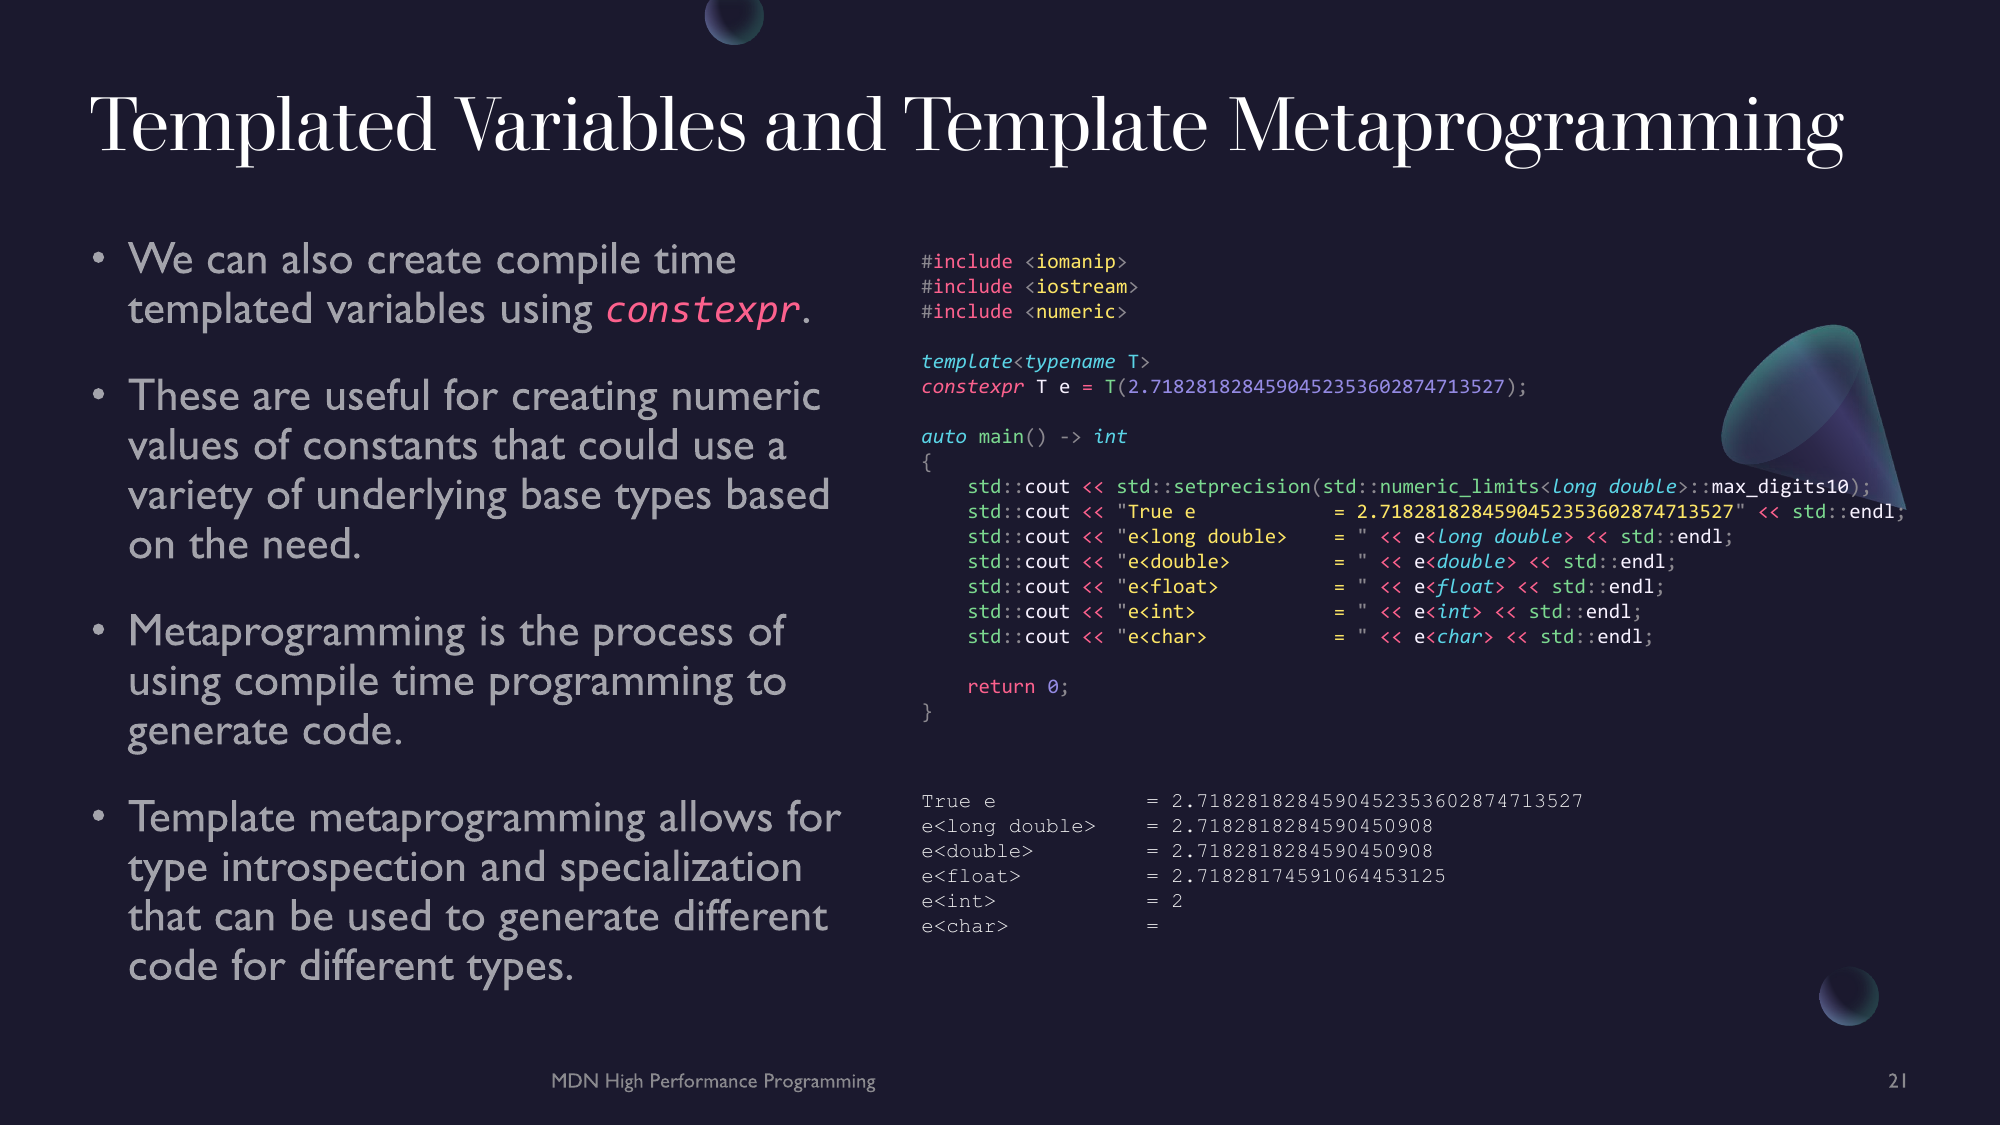 Templated Variables and Template Metaprogramming
• We can also create compile time
templated variables using constexpr.
• These are useful for creating numeric
values of constants that could use a
variety of underlying base types based
on the need.
• Metaprogramming is the process of
using compile time programming to
generate code.
• Template metaprogramming allows for
type introspection and specialization
that can be used to generate different
code for different types.
#include <iomanip>
#include <iostream>
#include <numeric>
template<typename T>
constexpr T e = T(2.7182818284590452353602874713527);
auto main() -> int
{
    std::cout << std::setprecision(std::numeric_limits<long double>::max_digits10);
    std::cout << "True e            = 2.7182818284590452353602874713527" << std::endl;
    std::cout << "e<long double>    = " << e<long double> << std::endl;
    std::cout << "e<double>         = " << e<double> << std::endl;
    std::cout << "e<float>          = " << e<float> << std::endl;
    std::cout << "e<int>            = " << e<int> << std::endl;
    std::cout << "e<char>           = " << e<char> << std::endl;
    return 0;
}
True e            = 2.7182818284590452353602874713527
e<long double>    = 2.7182818284590450908
e<double>         = 2.7182818284590450908
e<float>          = 2.71828174591064453125
e<int>            = 2
e<char>           =
MDN High Performance Programming
21